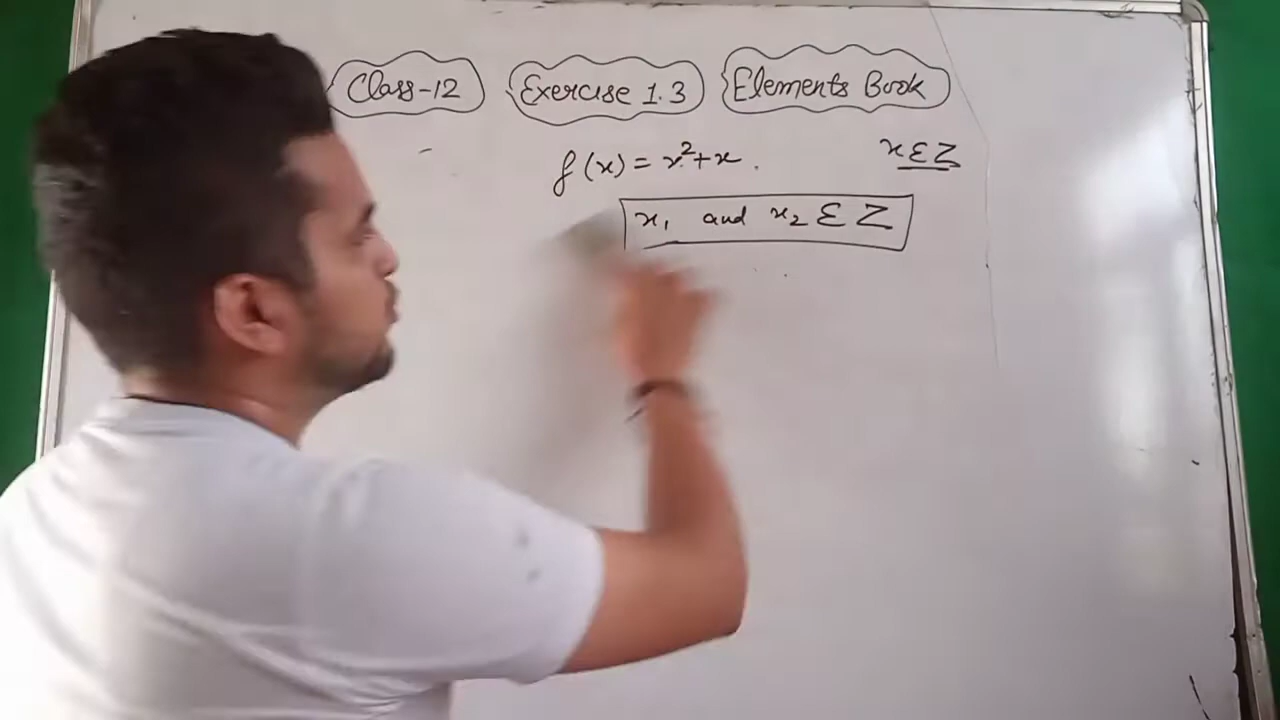 Class-12 Exercise 1.3 Elements Book
f(x) = x²+x . x ε Z
x₁ and x₂ ε Z